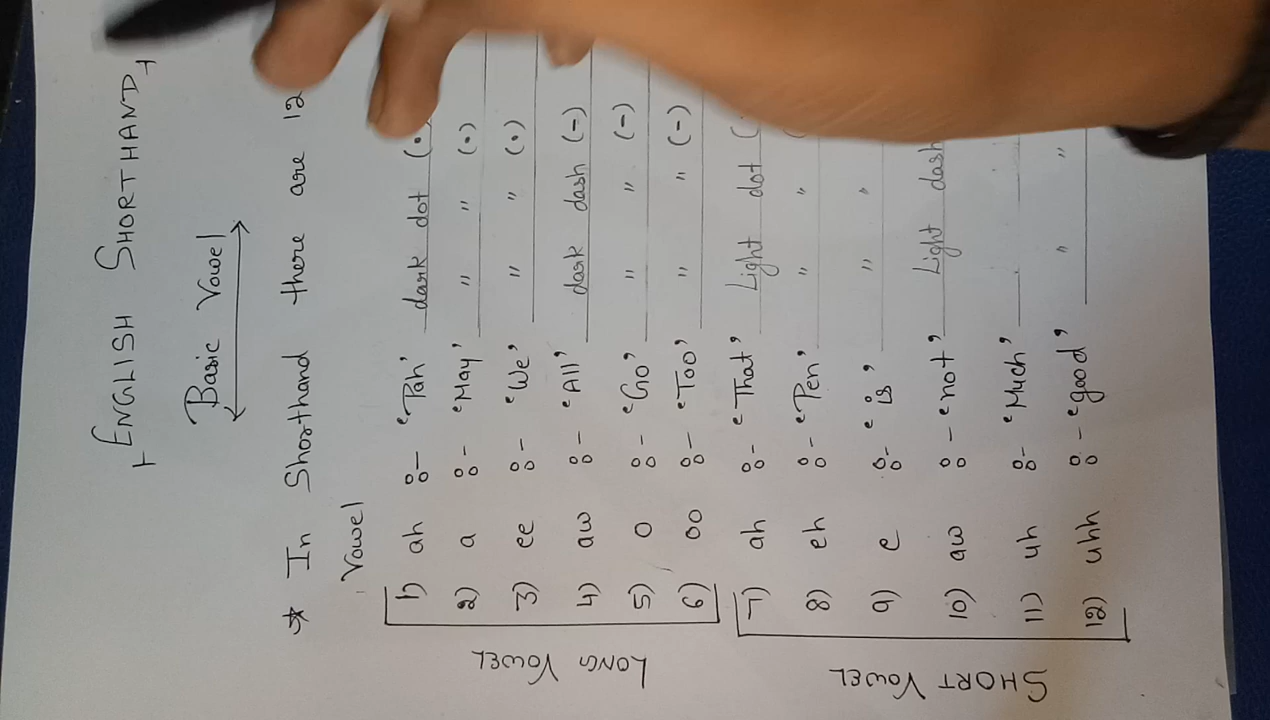 ENGLISH SHORTHAND
Basic Vowel
* In Shorthand there are 12
Vowel
LONG VOWEL
1) ah :- "Pah" dark dot (•
2) a :- "May" " " (•)
3) ee :- "We" " " (•)
4) aw :- "All" dark dash (-)
5) o :- "Go" " " (-)
6) oo :- "Too" " " (-)
SHORT VOWEL
7) ah :- "That" Light dot (
8) eh :- "Pen" " " (
9) e :- "is" " "
10) aw :- "not" Light dash
11) uh :- "Much"
12) uhh :- "good" " "